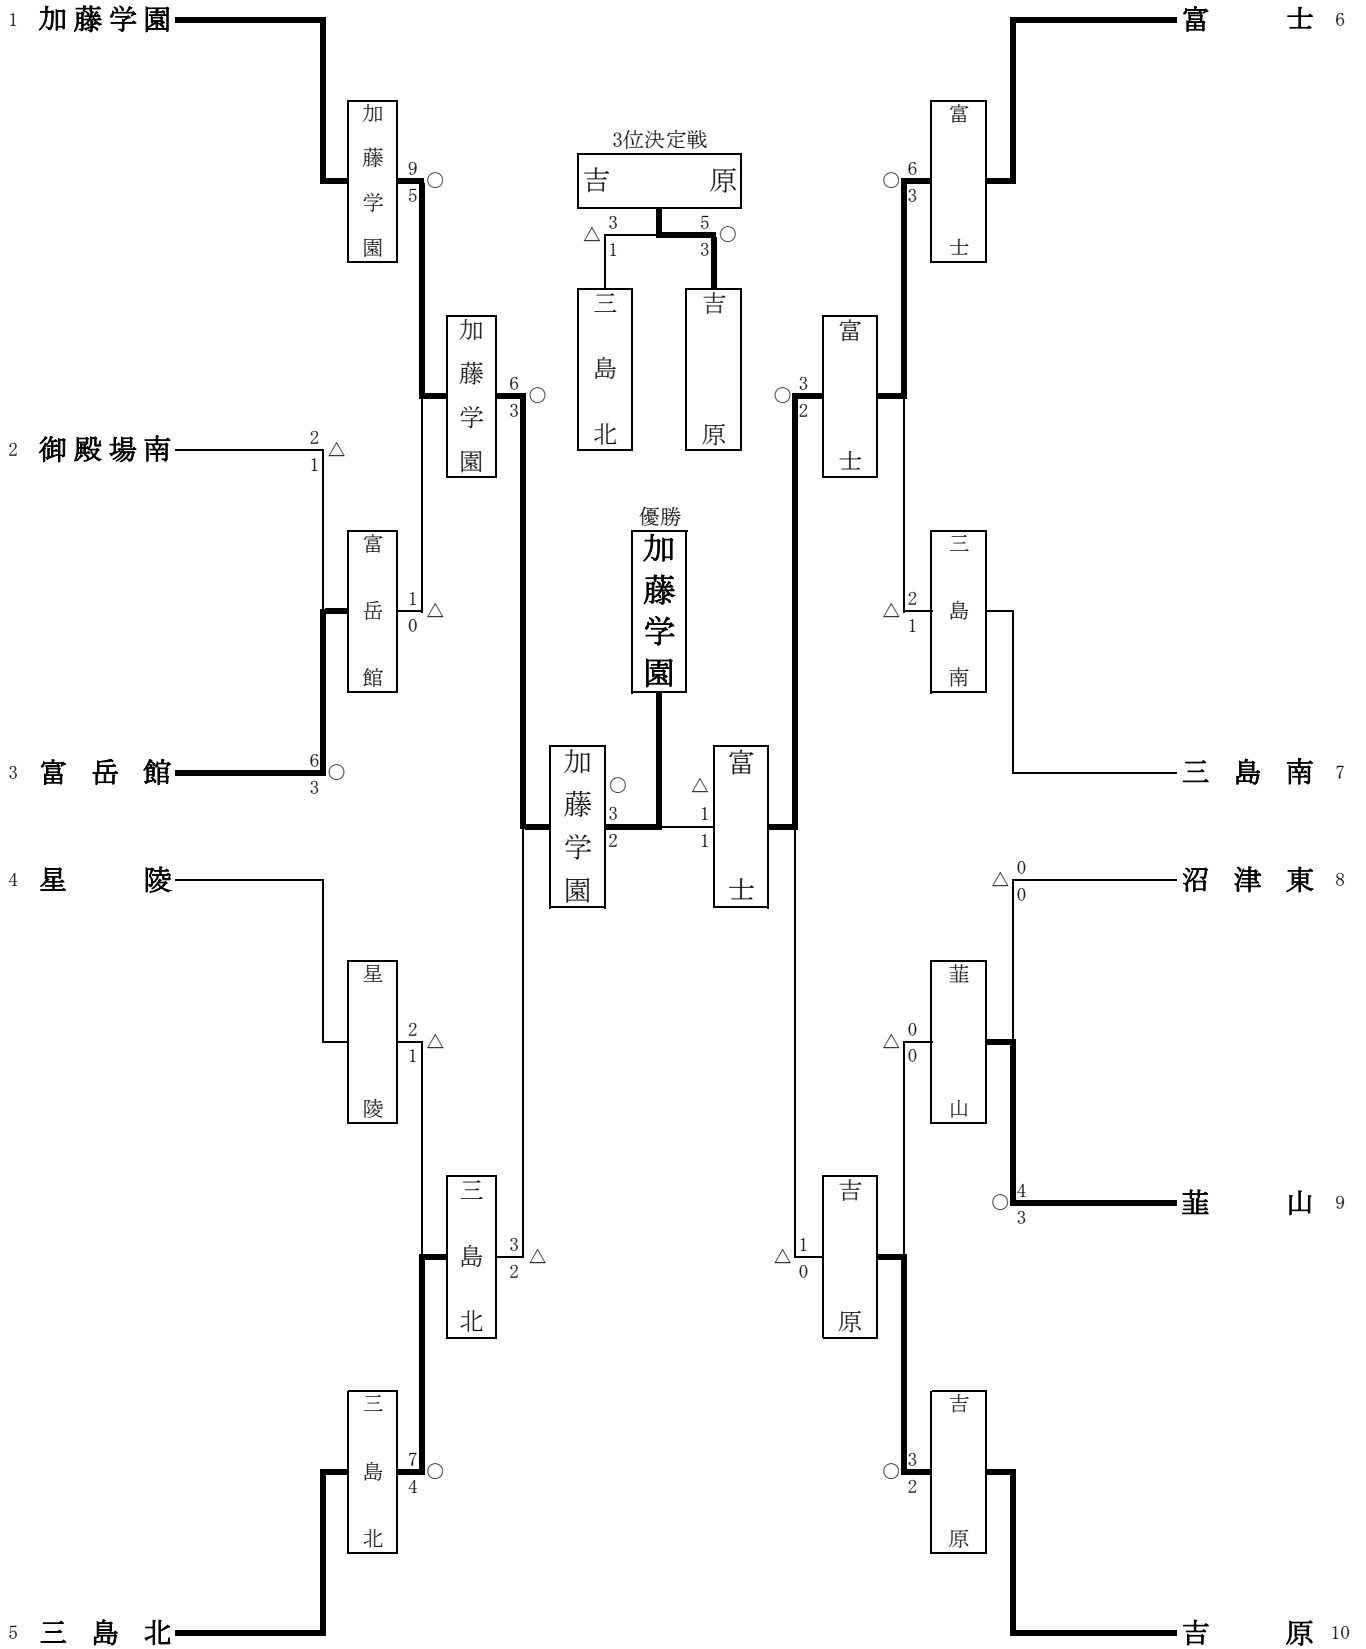 1 加藤学園
加藤学園
9
5
○
2 御殿場南
2
1
△
富岳館
1
0
△
3 富岳館
6
3
○
加藤学園
6
3
○
4 星陵
星陵
2
1
△
三島北
3
2
△
三島北
7
4
○
5 三島北
3位決定戦
吉原
△
3
1
5
3
○
三島北
吉原
優勝
加藤学園
加藤学園
○
3
2
△
1
1
富士
富士 6
富士
○
6
3
富士
○
3
2
三島南
△
2
1
三島南 7
沼津東 8
△
0
0
韮山
△
0
0
韮山 9
○
4
3
吉原
△
1
0
吉原
○
3
2
吉原 10